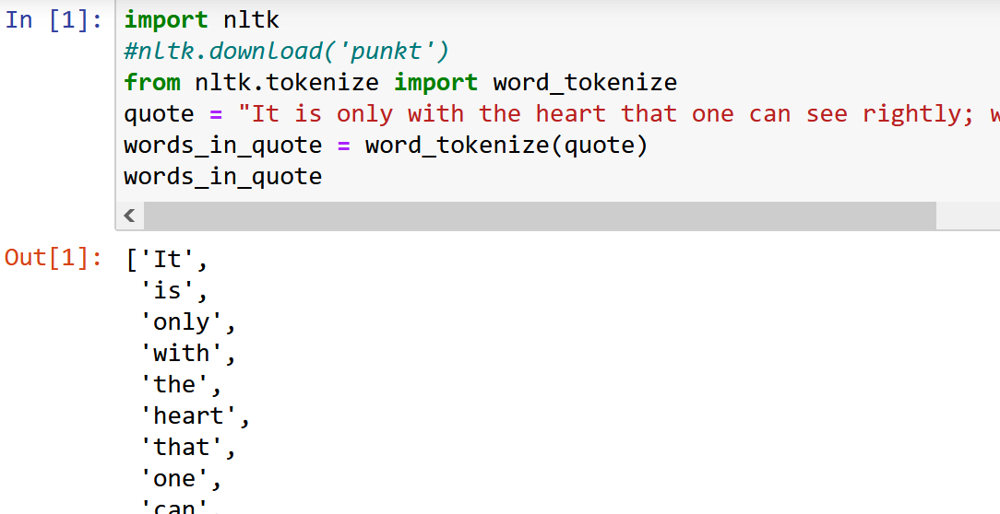 In [1]: import nltk
#nltk.download('punkt')
from nltk.tokenize import word_tokenize
quote = "It is only with the heart that one can see rightly;
words_in_quote = word_tokenize(quote)
words_in_quote
Out[1]: ['It',
'is',
'only',
'with',
'the',
'heart',
'that',
'one',
'can',